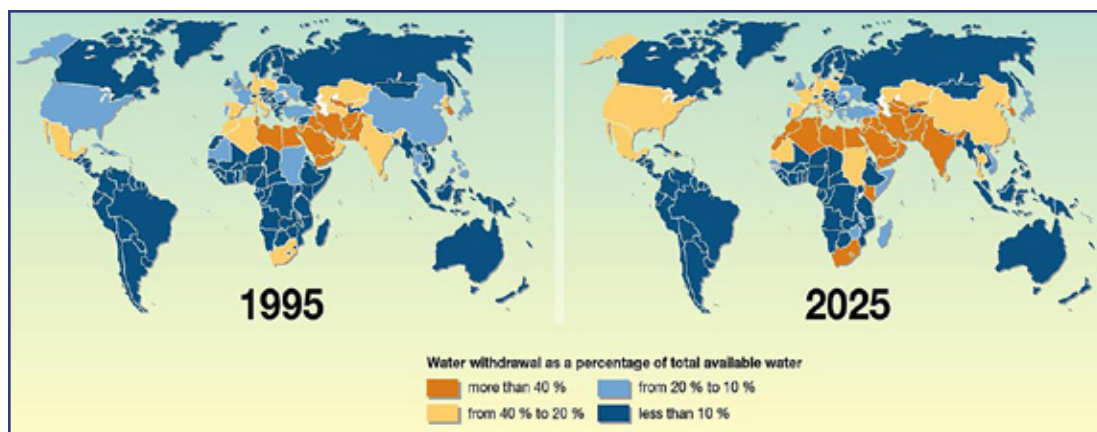 1995
2025
Water withdrawal as a percentage of total available water
more than 40 %
from 20 % to 10 %
from 40 % to 20 %
less than 10 %